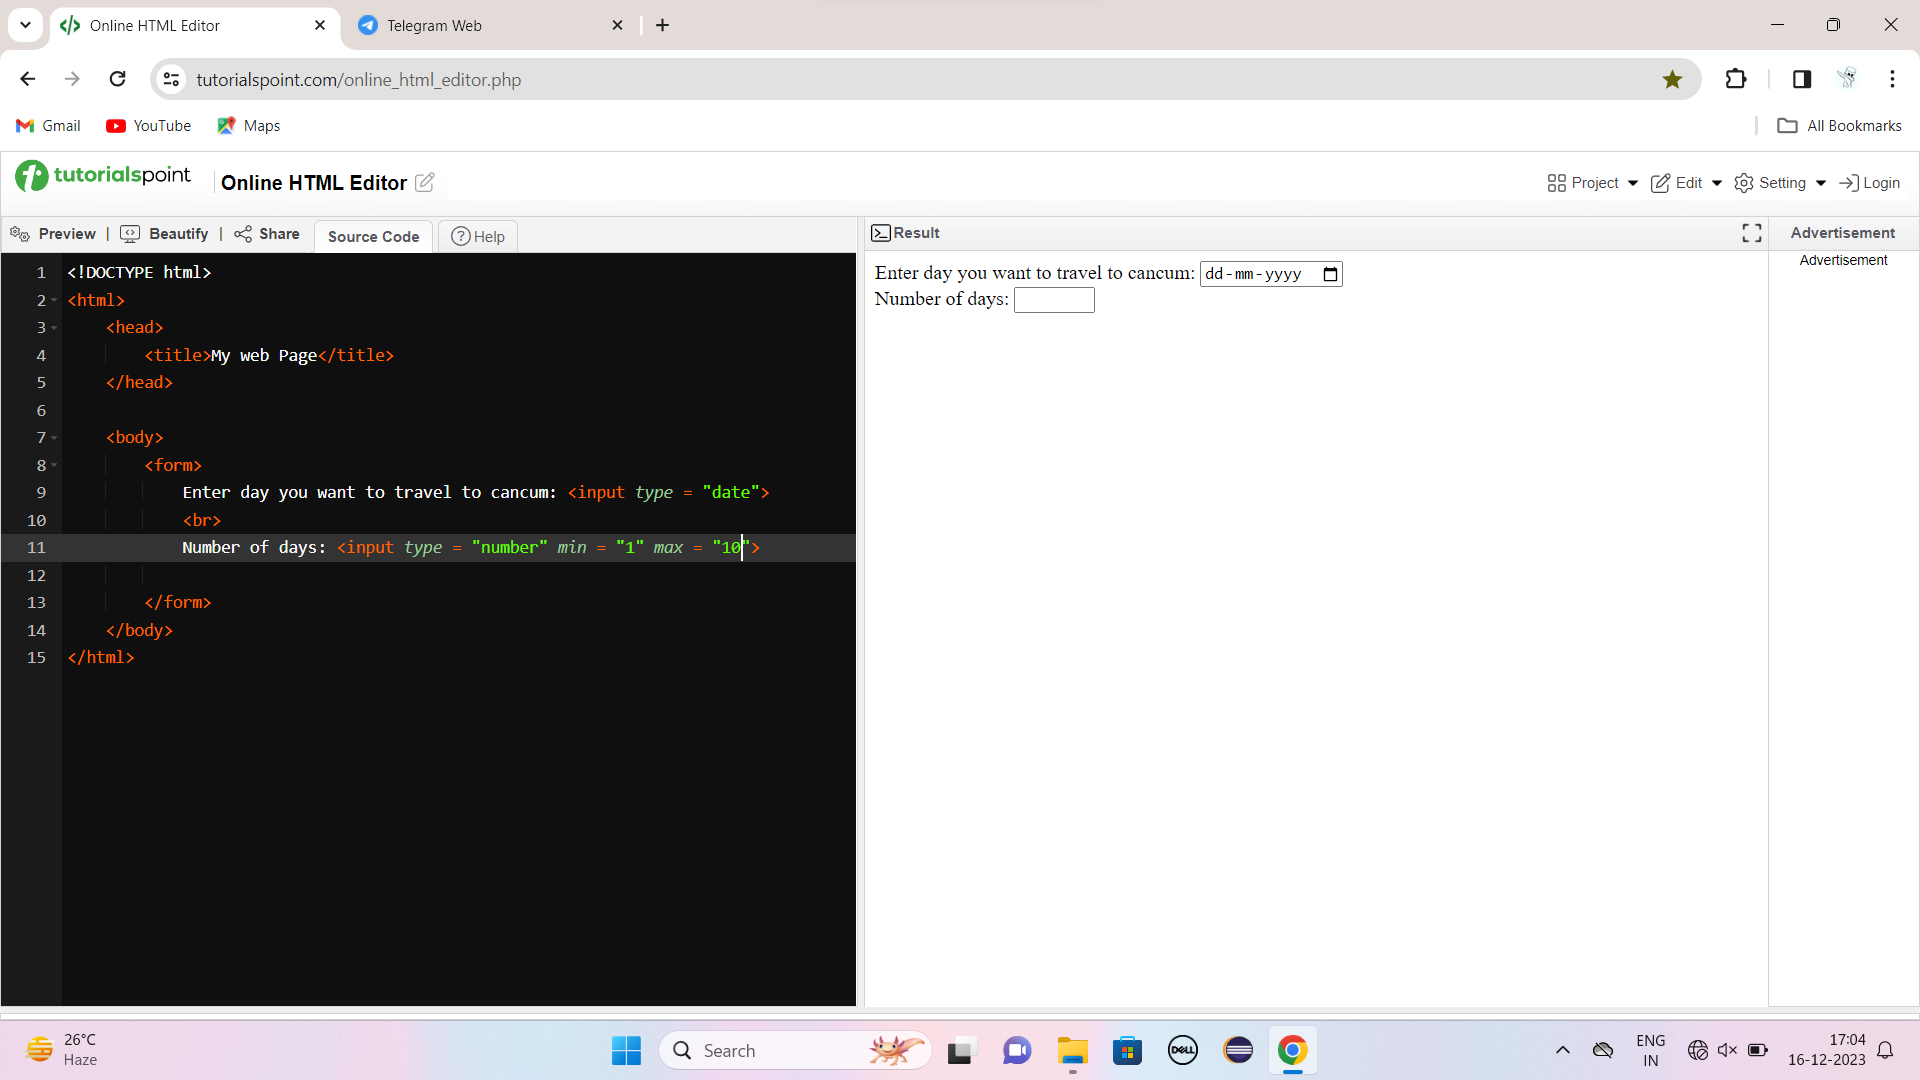 Online HTML Editor
Telegram Web
tutorialspoint.com/online_html_editor.php
Gmail
YouTube
Maps
All Bookmarks
tutorialspoint
Online HTML Editor
Project
Edit
Setting
Login
Preview | Beautify | Share
Source Code
Help
Result
Advertisement
1 <!DOCTYPE html>
2 <html>
3 <head>
4 <title>My web Page</title>
5 </head>
6
7 <body>
8 <form>
9 Enter day you want to travel to cancum: <input type = "date">
10 <br>
11 Number of days: <input type = "number" min = "1" max = "10">
12
13 </form>
14 </body>
15 </html>
Enter day you want to travel to cancum: dd-mm-yyyy
Number of days:
Advertisement
26°C
Haze
Search
DELL
ENG
IN
17:04
16-12-2023